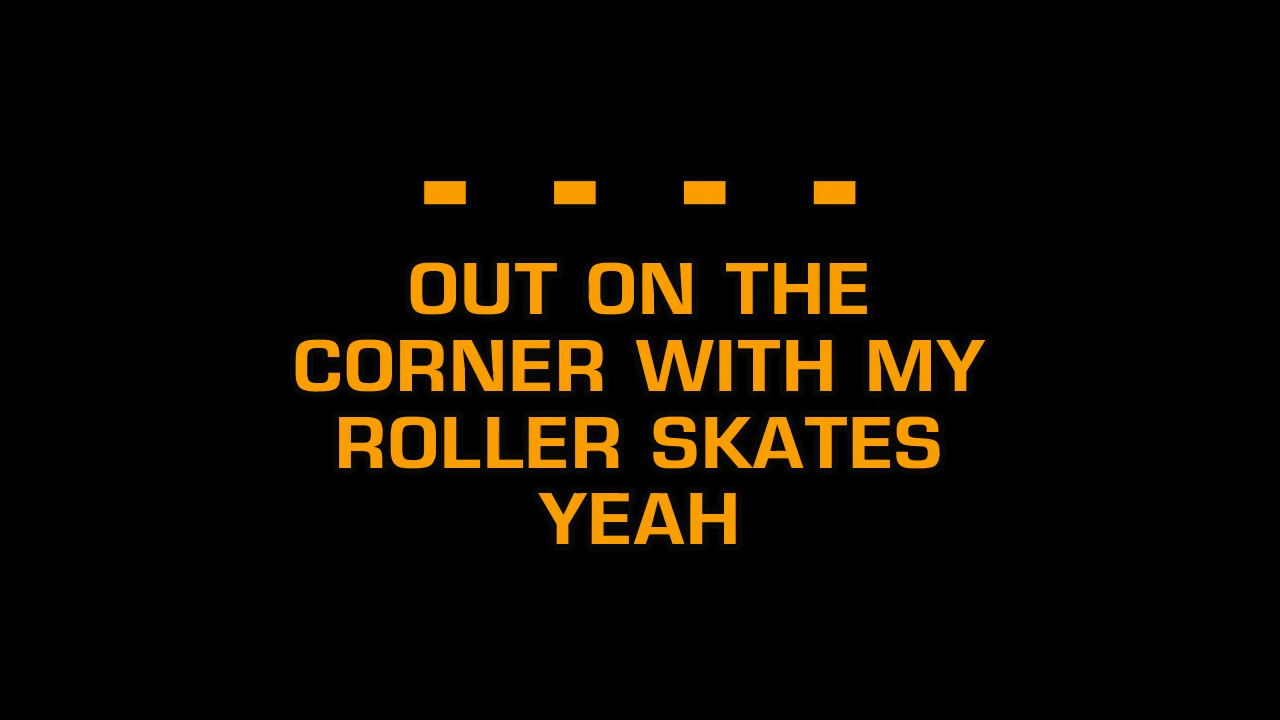 OUT ON THE
CORNER WITH MY
ROLLER SKATES
YEAH